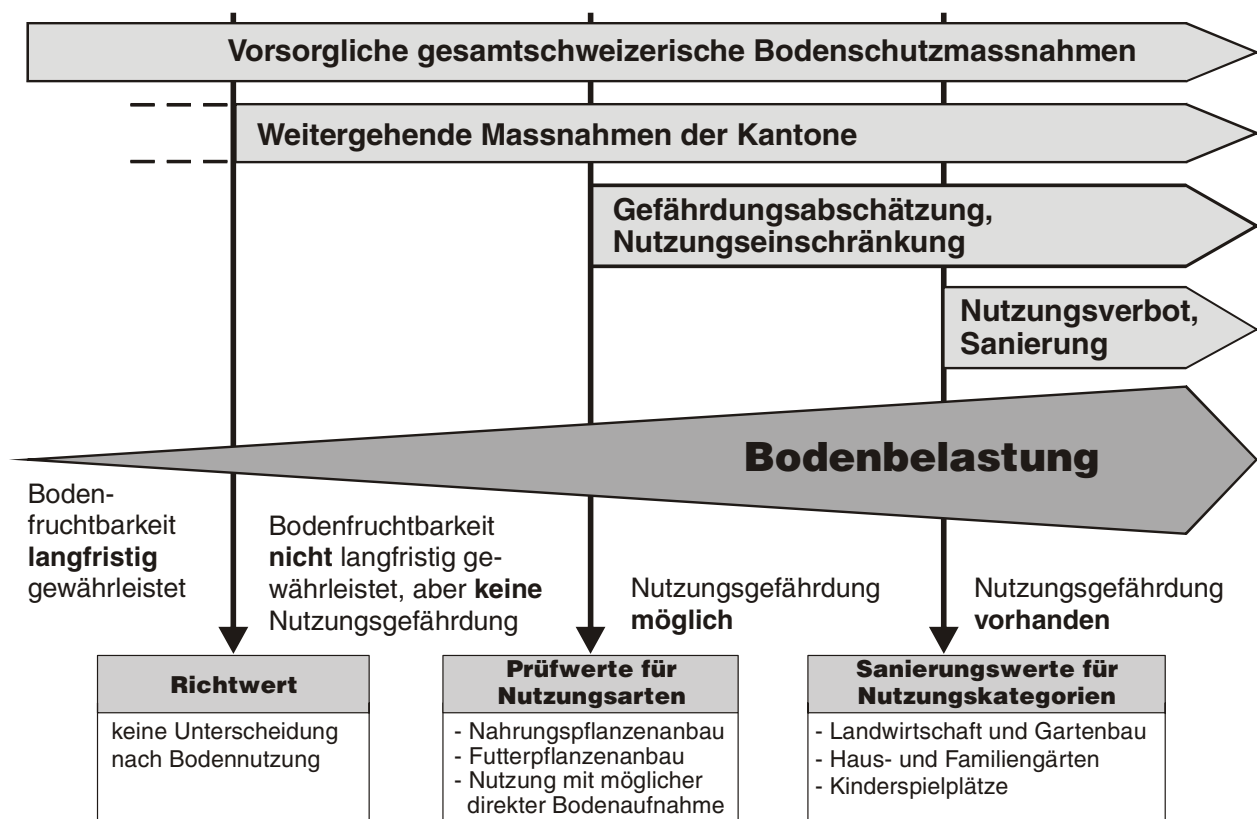 Vorsorgliche gesamtschweizerische Bodenschutzmassnahmen
Weitergehende Massnahmen der Kantone
Gefährdungsabschätzung,
Nutzungseinschränkung
Nutzungsverbot,
Sanierung
Bodenbelastung
Boden-
fruchtbarkeit
langfristig
gewährleistet
Bodenfruchtbarkeit
nicht langfristig ge-
währleistet, aber keine
Nutzungsgefährdung
Nutzungsgefährdung
möglich
Nutzungsgefährdung
vorhanden
Richtwert
keine Unterscheidung
nach Bodennutzung
Prüfwerte für
Nutzungsarten
- Nahrungspflanzenanbau
- Futterpflanzenanbau
- Nutzung mit möglicher
direkter Bodenaufnahme
Sanierungswerte für
Nutzungskategorien
- Landwirtschaft und Gartenbau
- Haus- und Familiengärten
- Kinderspielplätze